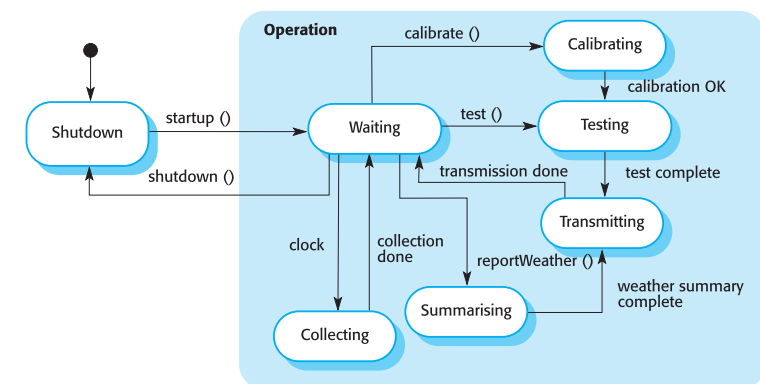 Operation
calibrate ()
Calibrating
calibration OK
Shutdown
startup ()
Waiting
test ()
Testing
shutdown ()
transmission done
test complete
Transmitting
clock
collection
done
reportWeather ()
weather summary
complete
Summarising
Collecting